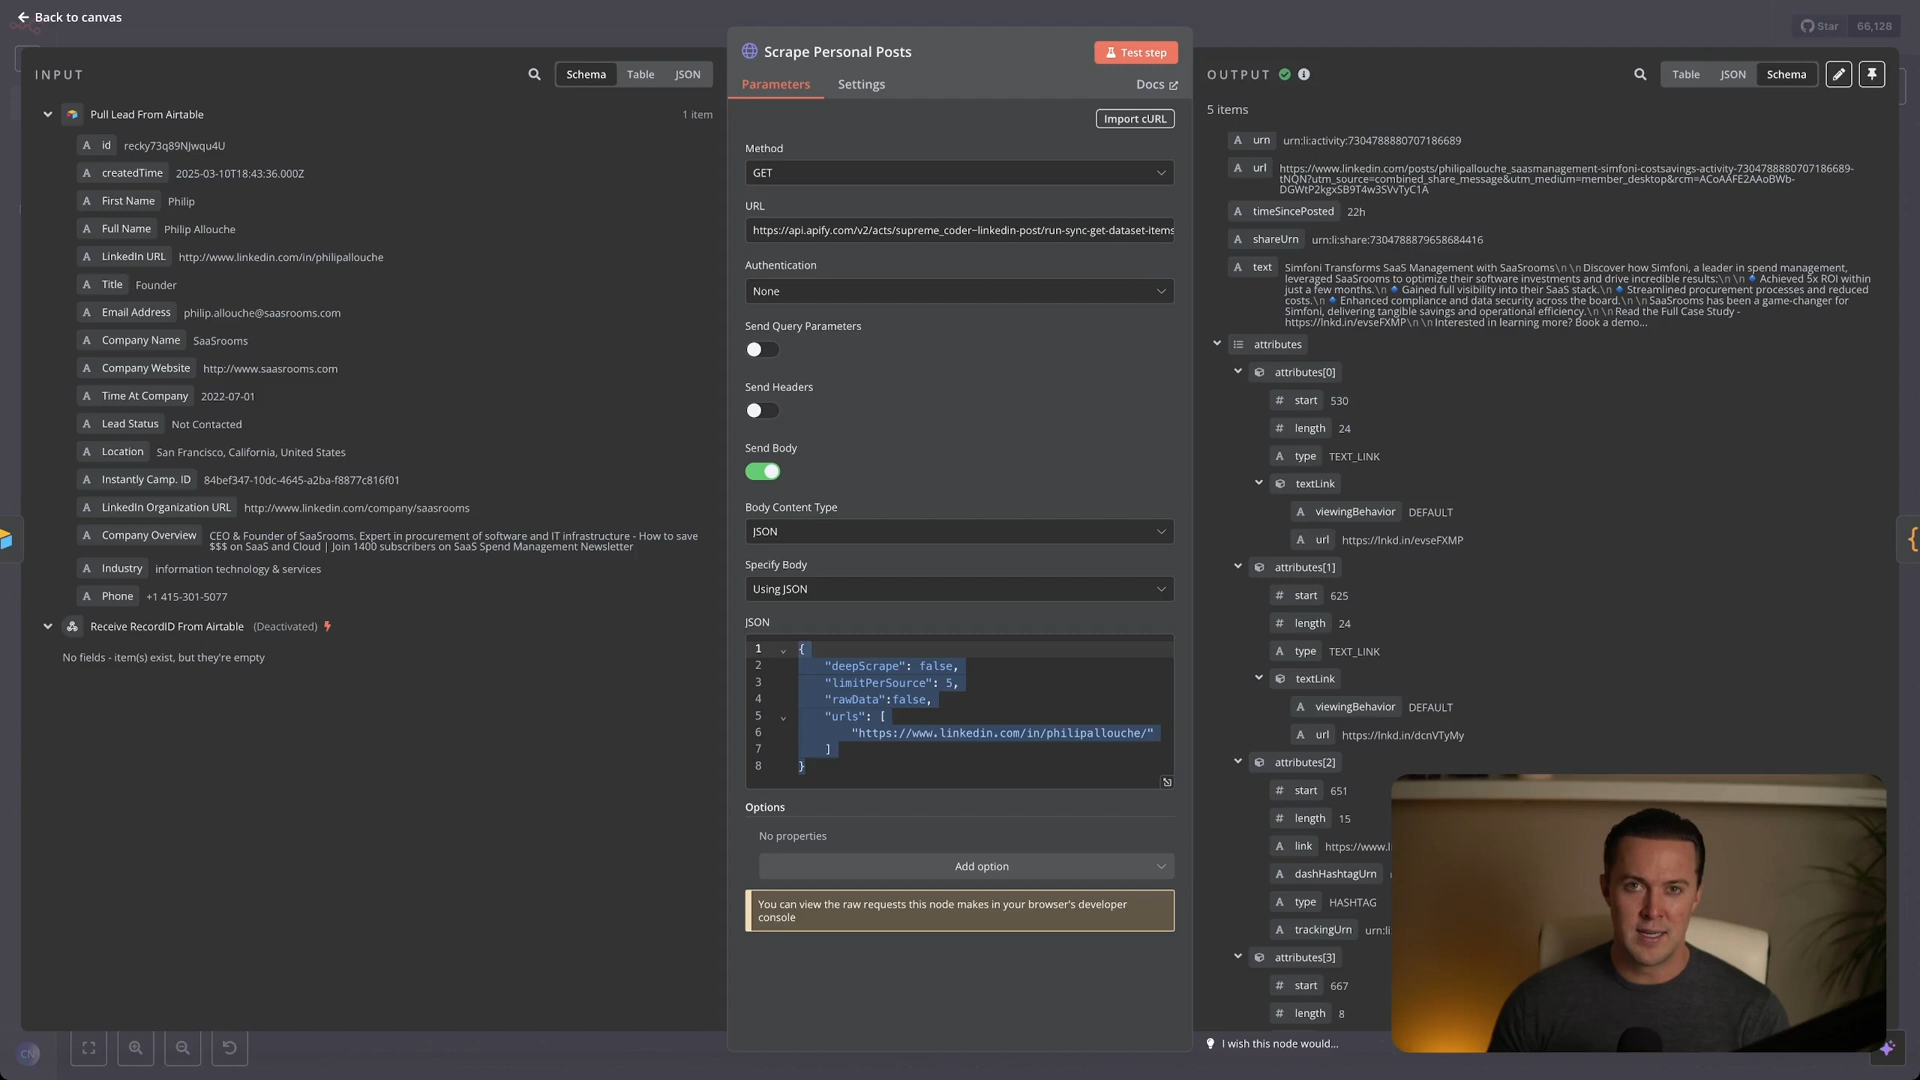 Back to canvas
Star
66,128
INPUT
Schema
Table
JSON
Pull Lead From Airtable
1 item
A id recky73q89NJwqu4U
A createdTime 2025-03-10T18:43:36.000Z
A First Name Philip
A Full Name Philip Allouche
A LinkedIn URL http://www.linkedin.com/in/philipallouche
A Title Founder
A Email Address philip.allouche@saasrooms.com
A Company Name SaaSrooms
A Company Website http://www.saasrooms.com
A Time At Company 2022-07-01
A Lead Status Not Contacted
A Location San Francisco, California, United States
A Instantly Camp. ID 84bef347-10dc-4645-a2ba-f8877c816f01
A LinkedIn Organization URL http://www.linkedin.com/company/saasrooms
A Company Overview CEO & Founder of SaaSrooms. Expert in procurement of software and IT infrastructure - How to save
$$$ on SaaS and Cloud | Join 1400 subscribers on SaaS Spend Management Newsletter
A Industry information technology & services
A Phone +1 415-301-5077
Receive RecordID From Airtable (Deactivated)
No fields - item(s) exist, but they're empty
CN
Scrape Personal Posts
Test step
Parameters
Settings
Docs
Import cURL
Method
GET
URL
https://api.apify.com/v2/acts/supreme_coder~linkedin-post/run-sync-get-dataset-items
Authentication
None
Send Query Parameters
Send Headers
Send Body
Body Content Type
JSON
Specify Body
Using JSON
JSON
1 {
2 "deepScrape": false,
3 "limitPerSource": 5,
4 "rawData":false,
5 "urls": [
6 "https://www.linkedin.com/in/philipallouche/"
7 ]
8 }
Options
No properties
Add option
You can view the raw requests this node makes in your browser's developer
console
OUTPUT
Table
JSON
Schema
5 items
A urn urn:li:activity:7304788880707186689
A url https://www.linkedin.com/posts/philipallouche_saasmanagement-simfoni-costsavings-activity-7304788880707186689-
tNQN?utm_source=combined_share_message&utm_medium=member_desktop&rcm=ACoAAFE2AAoBWb-
DGWtP2kgxSB9T4w3SVvTyC1A
A timeSincePosted 22h
A shareUrn urn:li:share:7304788879658684416
A text Simfoni Transforms SaaS Management with SaaSrooms\n \n Discover how Simfoni, a leader in spend management,
leveraged SaaSrooms to optimize their software investments and drive incredible results:\n 🔹 Achieved 5x ROI within
just a few months.\n 🔹 Gained full visibility into their SaaS stack.\n 🔹 Streamlined procurement processes and reduced
costs.\n 🔹 Enhanced compliance and data security across the board.\n \n SaaSrooms has been a game-changer for
Simfoni, delivering tangible savings and operational efficiency.\n \n Read the Full Case Study -
https://lnkd.in/evseFXMP\n \n Interested in learning more? Book a demo...
attributes
attributes[0]
# start 530
# length 24
A type TEXT_LINK
textLink
A viewingBehavior DEFAULT
A url https://lnkd.in/evseFXMP
attributes[1]
# start 625
# length 24
A type TEXT_LINK
textLink
A viewingBehavior DEFAULT
A url https://lnkd.in/dcnVTyMy
attributes[2]
# start 651
# length 15
A link https://www.l
A dashHashtagUrn
A type HASHTAG
A trackingUrn urn:li
attributes[3]
# start 667
# length 8
I wish this node would...